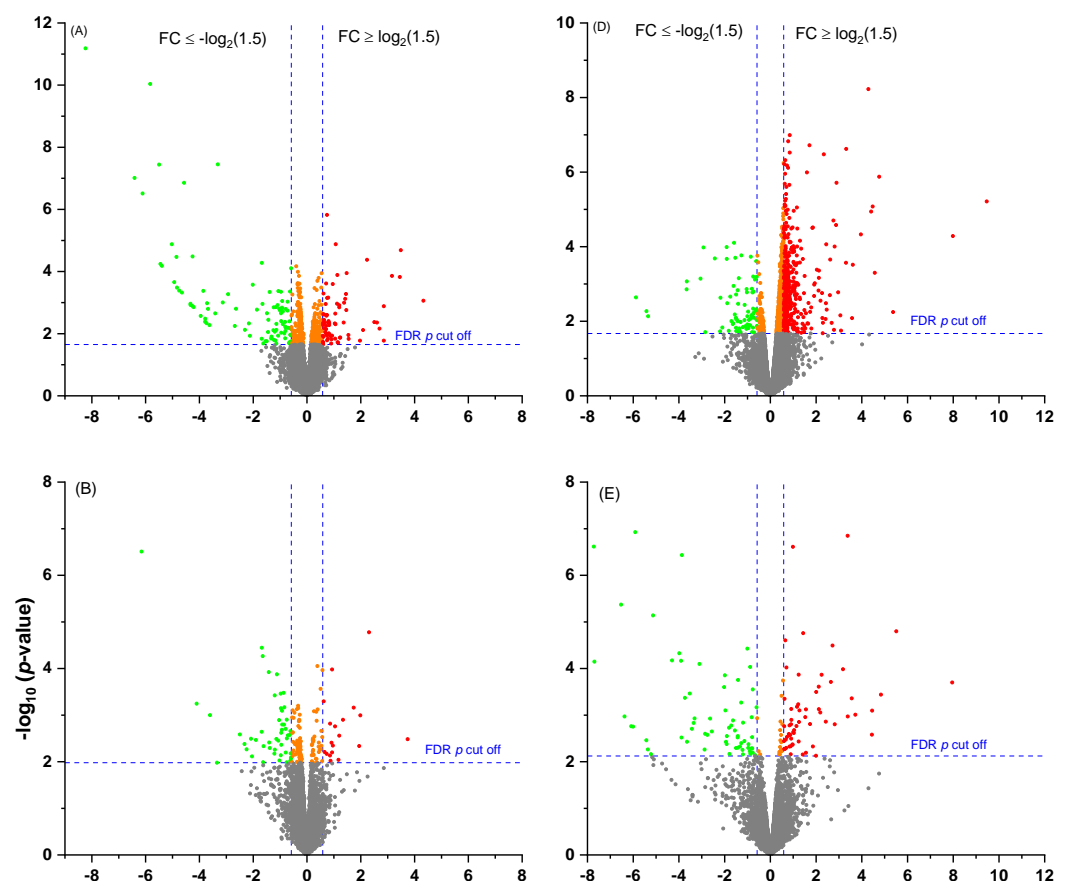 (A)
FC ≤ -log2(1.5)
FC ≥ log2(1.5)
FDR p cut off
12
10
8
6
4
2
0
-8 -6 -4 -2 0 2 4 6 8
(D)
FC ≤ -log2(1.5)
FC ≥ log2(1.5)
FDR p cut off
10
8
6
4
2
0
-8 -6 -4 -2 0 2 4 6 8 10 12
-log10 (p-value)
(B)
FDR p cut off
8
6
4
2
0
-8 -6 -4 -2 0 2 4 6 8
(E)
FDR p cut off
8
6
4
2
0
-8 -6 -4 -2 0 2 4 6 8 10 12